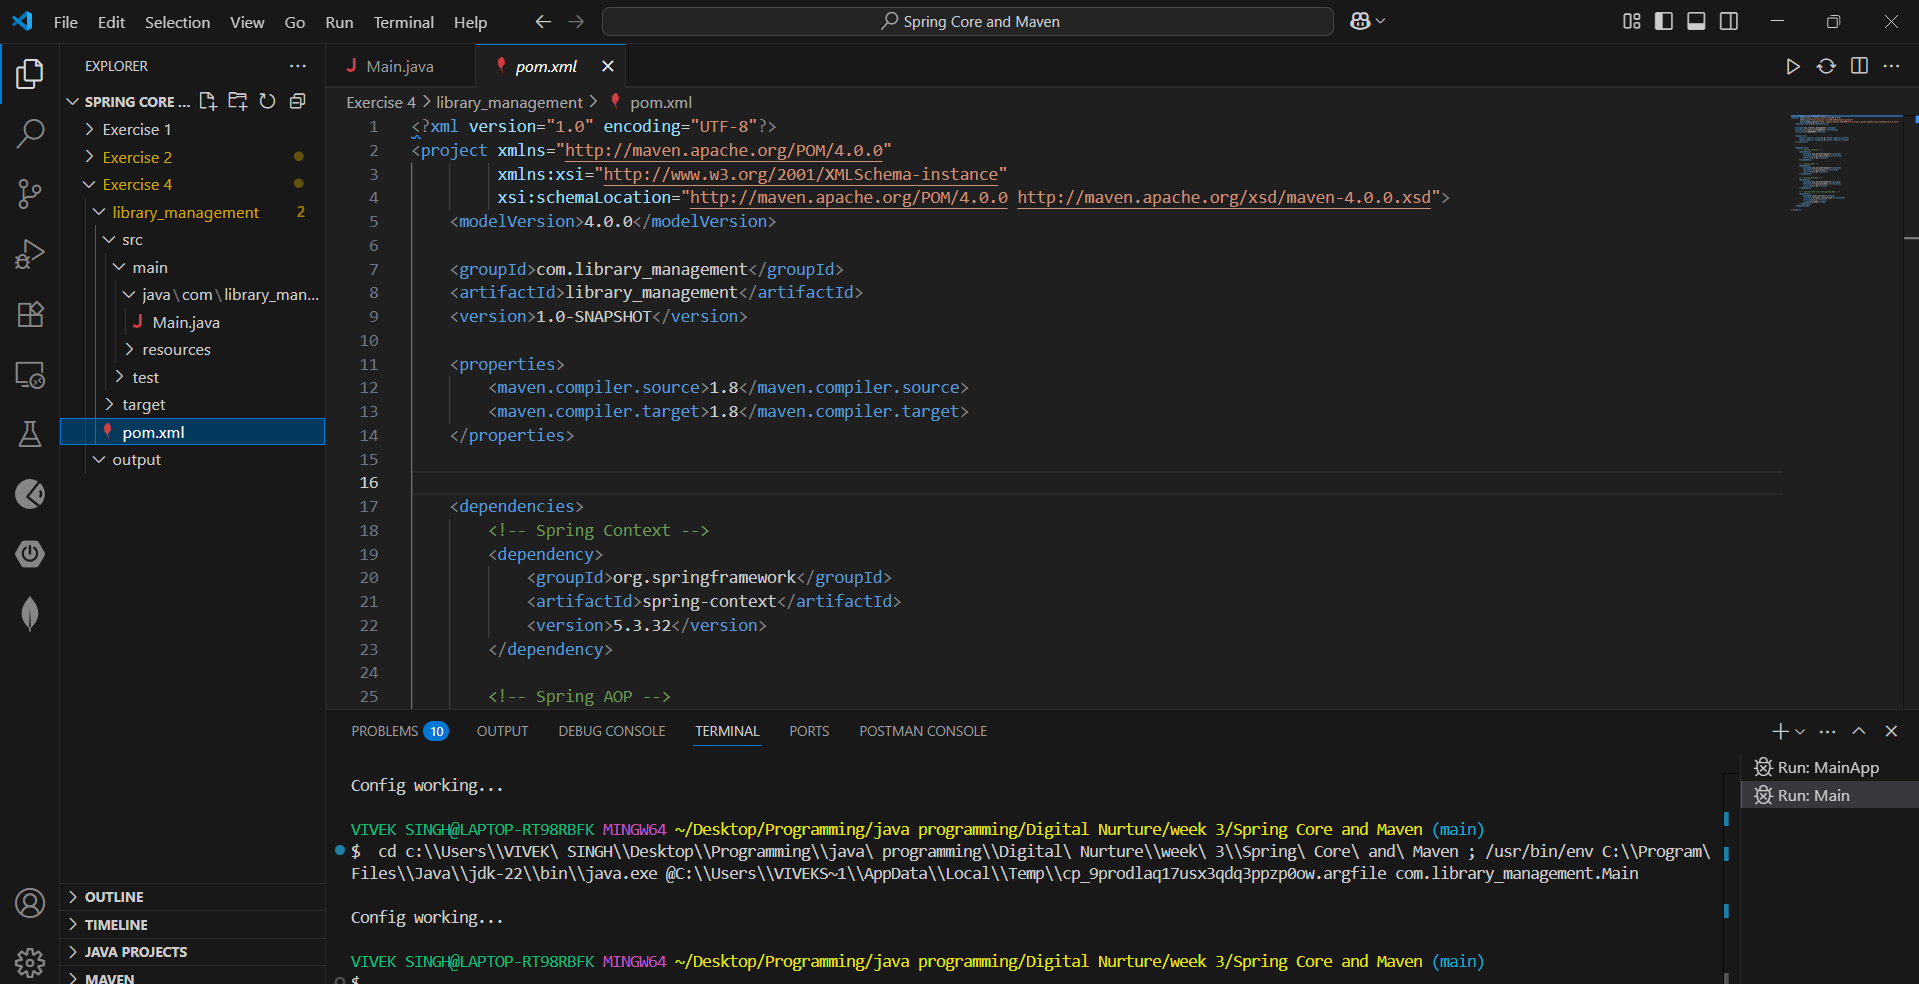 File Edit Selection View Go Run Terminal Help
Spring Core and Maven
EXPLORER
SPRING CORE ...
Exercise 1
Exercise 2
Exercise 4
library_management 2
src
main
java\com\library_man...
Main.java
resources
test
target
pom.xml
output
OUTLINE
TIMELINE
JAVA PROJECTS
MAVEN
Main.java
pom.xml
Exercise 4 > library_management > pom.xml
1 <?xml version="1.0" encoding="UTF-8"?>
2 <project xmlns="http://maven.apache.org/POM/4.0.0"
3 xmlns:xsi="http://www.w3.org/2001/XMLSchema-instance"
4 xsi:schemaLocation="http://maven.apache.org/POM/4.0.0 http://maven.apache.org/xsd/maven-4.0.0.xsd">
5 <modelVersion>4.0.0</modelVersion>
6
7 <groupId>com.library_management</groupId>
8 <artifactId>library_management</artifactId>
9 <version>1.0-SNAPSHOT</version>
10
11 <properties>
12 <maven.compiler.source>1.8</maven.compiler.source>
13 <maven.compiler.target>1.8</maven.compiler.target>
14 </properties>
15
16
17 <dependencies>
18 <!-- Spring Context -->
19 <dependency>
20 <groupId>org.springframework</groupId>
21 <artifactId>spring-context</artifactId>
22 <version>5.3.32</version>
23 </dependency>
24
25 <!-- Spring AOP -->
PROBLEMS 10 OUTPUT DEBUG CONSOLE TERMINAL PORTS POSTMAN CONSOLE
Config working...
VIVEK SINGH@LAPTOP-RT98RBFK MINGW64 ~/Desktop/Programming/java programming/Digital Nurture/week 3/Spring Core and Maven (main)
$ cd c:\\Users\\VIVEK\ SINGH\\Desktop\\Programming\\java\ programming\\Digital\ Nurture\\week\ 3\\Spring\ Core\ and\ Maven ; /usr/bin/env C:\\Program\
Files\\Java\\jdk-22\\bin\\java.exe @C:\\Users\\VIVEKS~1\\AppData\\Local\\Temp\\cp_9prodlaq17usx3qdq3ppzp0ow.argfile com.library_management.Main
Config working...
VIVEK SINGH@LAPTOP-RT98RBFK MINGW64 ~/Desktop/Programming/java programming/Digital Nurture/week 3/Spring Core and Maven (main)
$
Run: MainApp
Run: Main